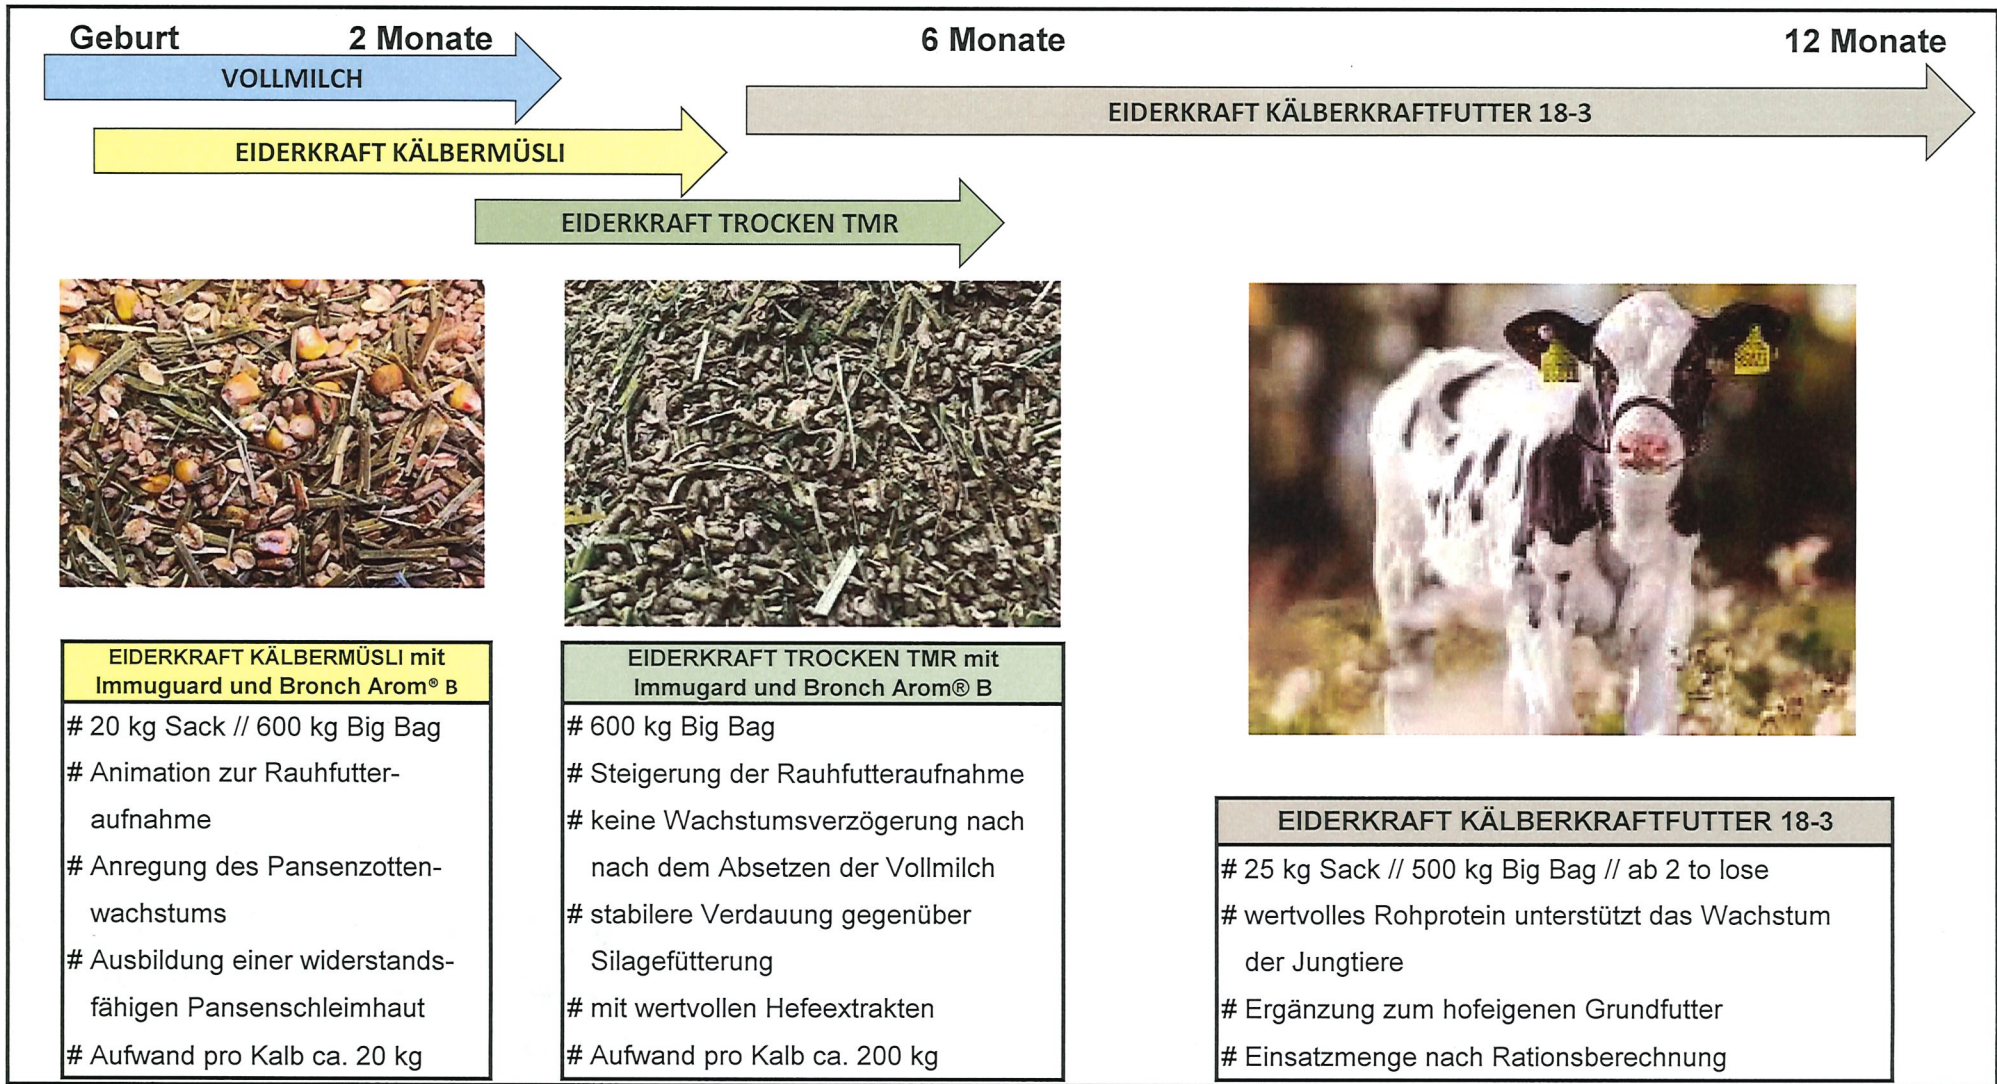 Geburt 2 Monate 6 Monate 12 Monate
VOLLMILCH
EIDERKRAFT KÄLBERKRAFTFUTTER 18-3
EIDERKRAFT KÄLBERMÜSLI
EIDERKRAFT TROCKEN TMR
EIDERKRAFT KÄLBERMÜSLI mit
Immuguard und Bronch Arom® B
# 20 kg Sack // 600 kg Big Bag
# Animation zur Rauhfutter-
aufnahme
# Anregung des Pansenzotten-
wachstums
# Ausbildung einer widerstands-
fähigen Pansenschleimhaut
# Aufwand pro Kalb ca. 20 kg
EIDERKRAFT TROCKEN TMR mit
Immugard und Bronch Arom® B
# 600 kg Big Bag
# Steigerung der Rauhfutteraufnahme
# keine Wachstumsverzögerung nach
nach dem Absetzen der Vollmilch
# stabilere Verdauung gegenüber
Silagefütterung
# mit wertvollen Hefeextrakten
# Aufwand pro Kalb ca. 200 kg
EIDERKRAFT KÄLBERKRAFTFUTTER 18-3
# 25 kg Sack // 500 kg Big Bag // ab 2 to lose
# wertvolles Rohprotein unterstützt das Wachstum
der Jungtiere
# Ergänzung zum hofeigenen Grundfutter
# Einsatzmenge nach Rationsberechnung